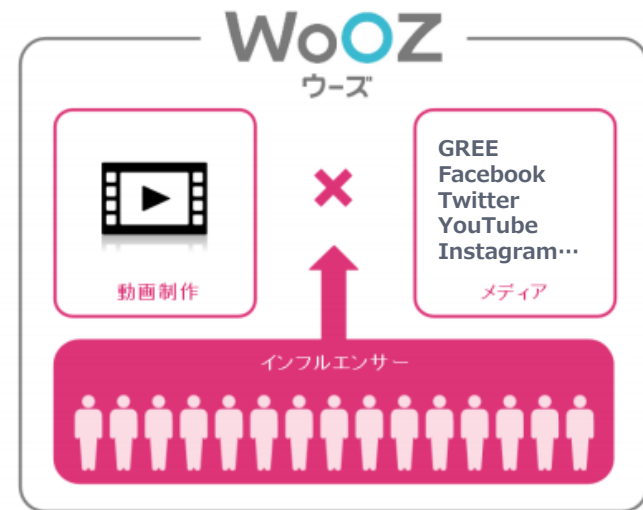 WoOZ
ウーズ
GREE
Facebook
Twitter
YouTube
Instagram…
動画制作
メディア
インフルエンサー